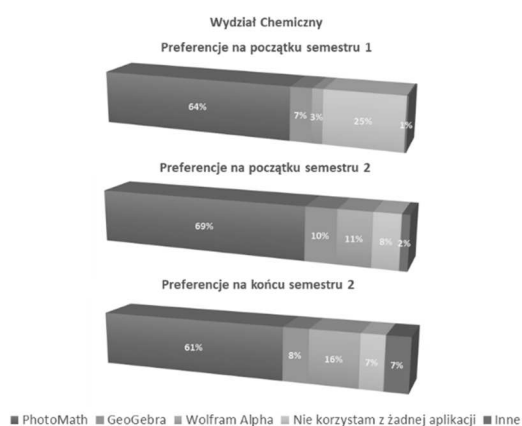 Wydział Chemiczny
Preferencje na początku semestru 1
64% 7% 3% 25% 1%
Preferencje na początku semestru 2
69% 10% 11% 8% 2%
Preferencje na końcu semestru 2
61% 8% 16% 7% 7%
PhotoMath GeoGebra Wolfram Alpha Nie korzystam z żadnej aplikacji Inne